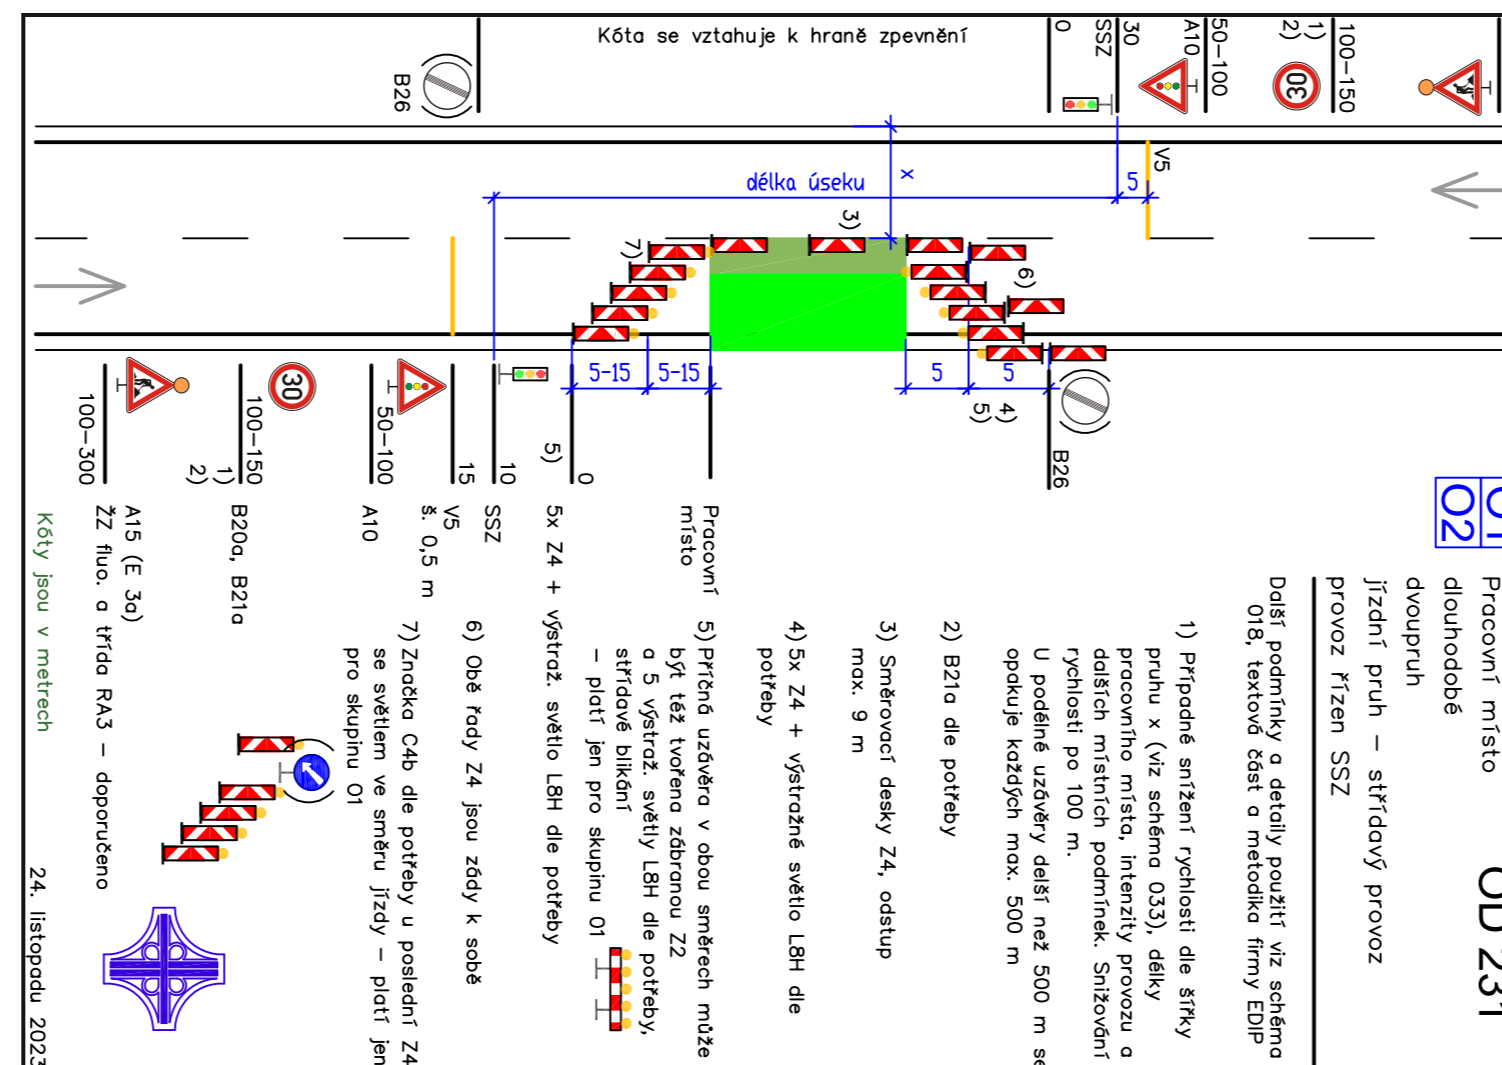 Kóta se vztahuje k hraně zpevnění
B26
0
SSZ
30
A10
50-100
1)
2)
100-150
V5
5
x
délka úseku
3)
7)
6)
5-15
5-15
5
5
4)
5)
B26
100-300
100-150
1)
2)
50-100
15
10
0
5)
Pracovní
místo
5x Z4 + výstraž. světlo L8H dle potřeby
SSZ
V5
š. 0,5 m
A10
B20a, B21a
A15 (E 3a)
ŽZ fluo. a třída RA3 - doporučeno
Kóty jsou v metrech
O2
Pracovní místo
dlouhodobé
dvoupruh
jízdní pruh - střídavý provoz
provoz řízen SSZ
Další podmínky a detaily použití viz schéma
018, textová část a metodika firmy EDIP
1) Případné snížení rychlosti dle šířky
pruhu x (viz schéma 033), délky
pracovního místa, intenzity provozu a
dalších místních podmínek. Snižování
rychlosti po 100 m.
U podélné uzávěry delší než 500 m se
opakuje každých max. 500 m
2) B21a dle potřeby
3) Směrovací desky Z4, odstup
max. 9 m
4) 5x Z4 + výstražné světlo L8H dle
potřeby
5) Příčná uzávěra v obou směrech může
být též tvořena zábranou Z2
a 5 výstraž. světly L8H dle potřeby,
střídavé blikání
- platí jen pro skupinu 01
6) Obě řady Z4 jsou zády k sobě
7) Značka C4b dle potřeby u poslední Z4
se světlem ve směru jízdy - platí jen
pro skupinu 01
24. listopadu 2023
30
30